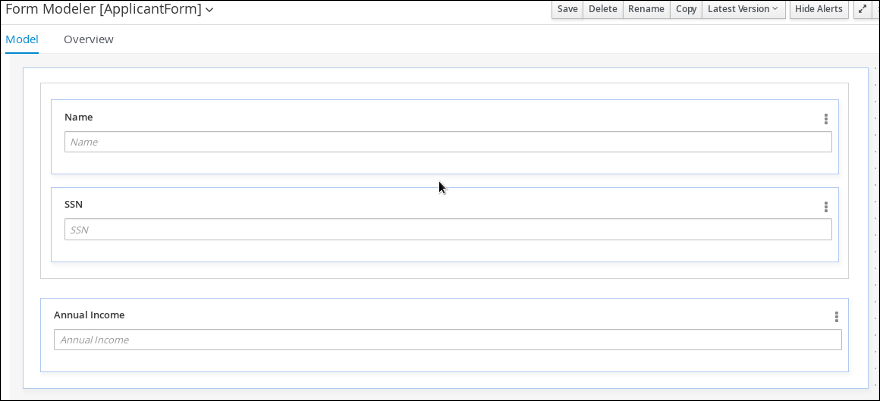 Form Modeler [ApplicantForm]
Save Delete Rename Copy Latest Version Hide Alerts
Model Overview
Name
Name
SSN
SSN
Annual Income
Annual Income